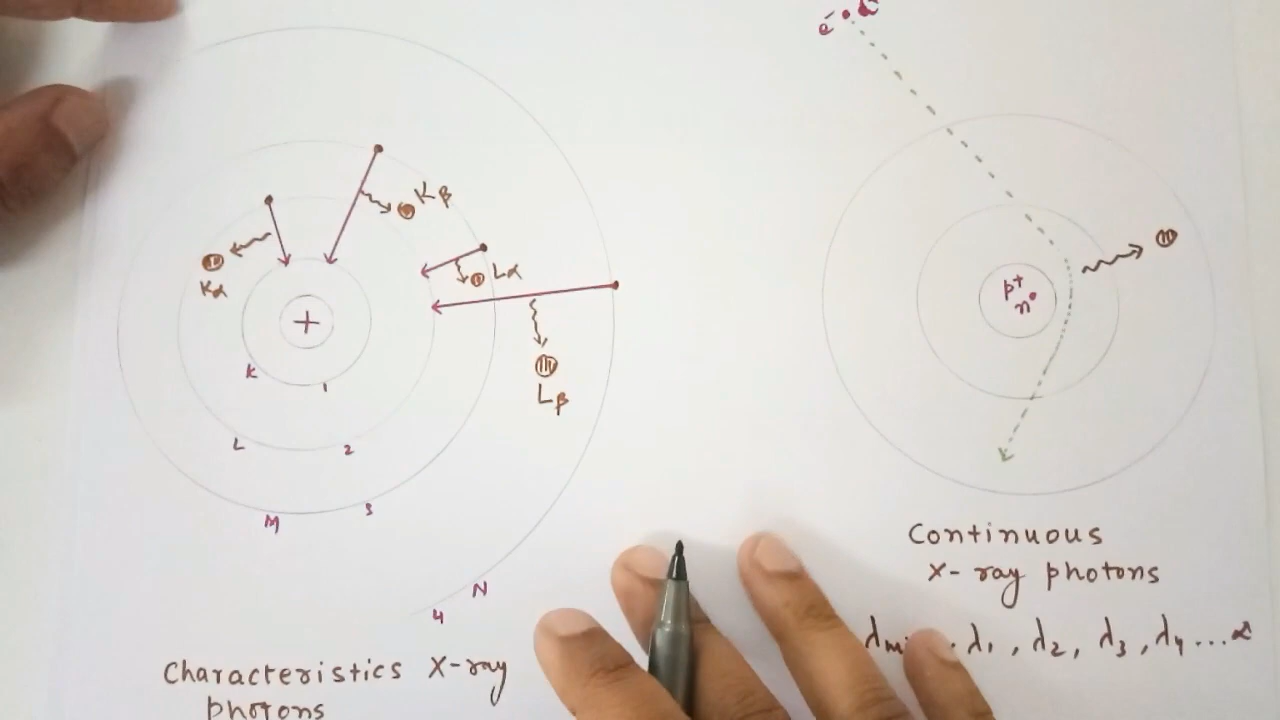 e⁻
Kα
Kβ
Lα
Lβ
+
K
1
L
2
M
3
N
4
Characteristics X-ray
photons
p⁺
n°
Continuous
X-ray photons
λ1, λ2, λ3, λ4 ... α